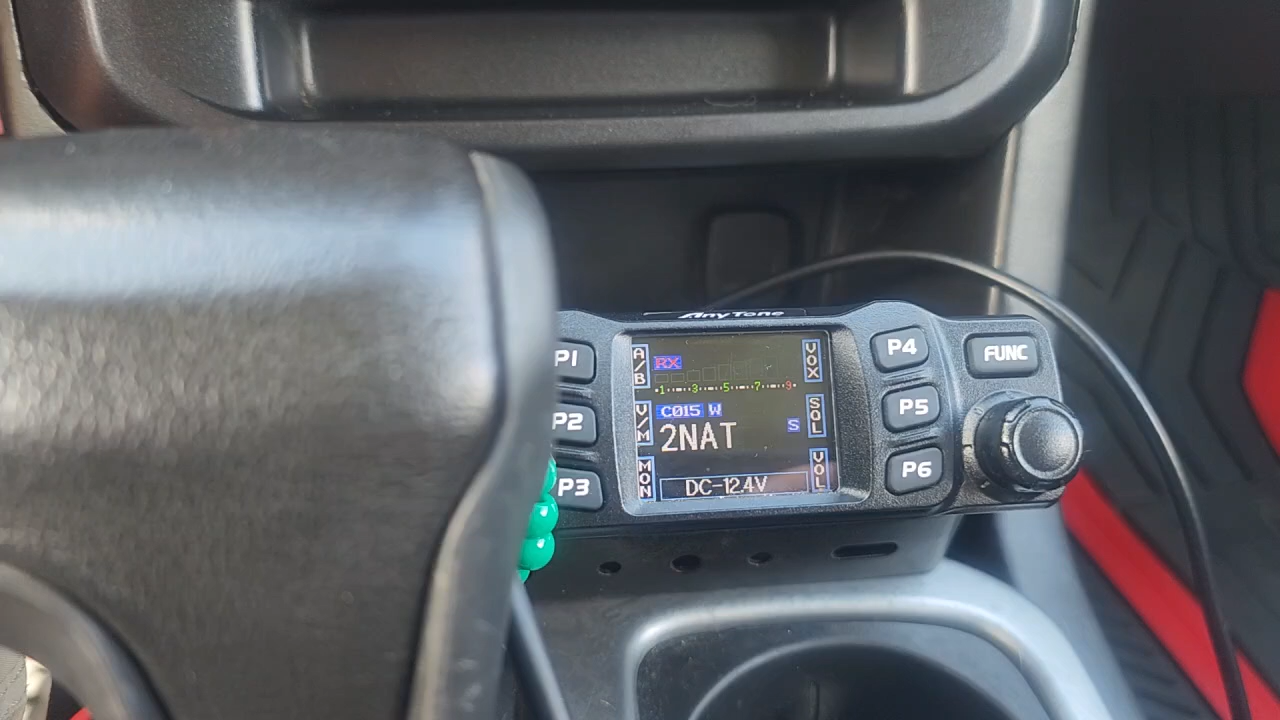 AnyTone
P1
P2
P3
A/B
V/M
MON
RX
1 3 5 7 9
C015 W
2NAT
S
DC-12.4V
VOX
SQL
VOL
P4
P5
P6
FUNC